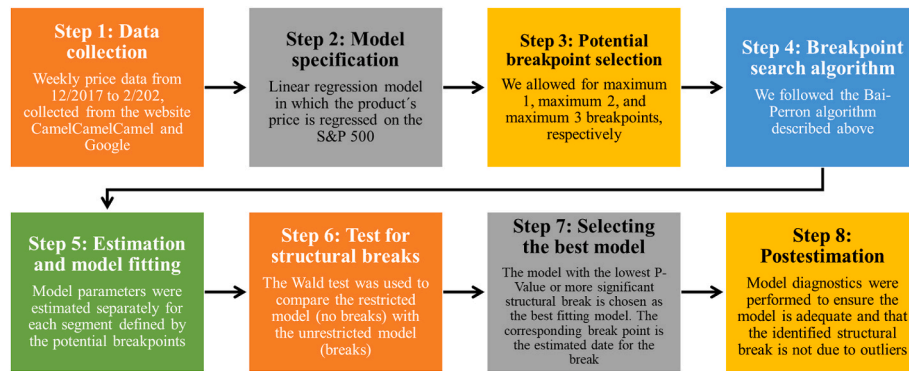 Step 1: Data
collection
Weekly price data from
12/2017 to 2/202,
collected from the website
CamelCamelCamel and
Google
Step 2: Model
specification
Linear regression model
in which the product´s
price is regressed on the
S&P 500
Step 3: Potential
breakpoint selection
We allowed for maximum
1, maximum 2, and
maximum 3 breakpoints,
respectively
Step 4: Breakpoint
search algorithm
We followed the Bai-
Perron algorithm
described above
Step 5: Estimation
and model fitting
Model parameters were
estimated separately for
each segment defined by
the potential breakpoints
Step 6: Test for
structural breaks
The Wald test was used to
compare the restricted
model (no breaks) with
the unrestricted model
(breaks)
Step 7: Selecting
the best model
The model with the lowest P-
Value or more significant
structural break is chosen as
the best fitting model. The
corresponding break point is
the estimated date for the
break
Step 8:
Postestimation
Model diagnostics were
performed to ensure the
model is adequate and that
the identified structural
break is not due to outliers